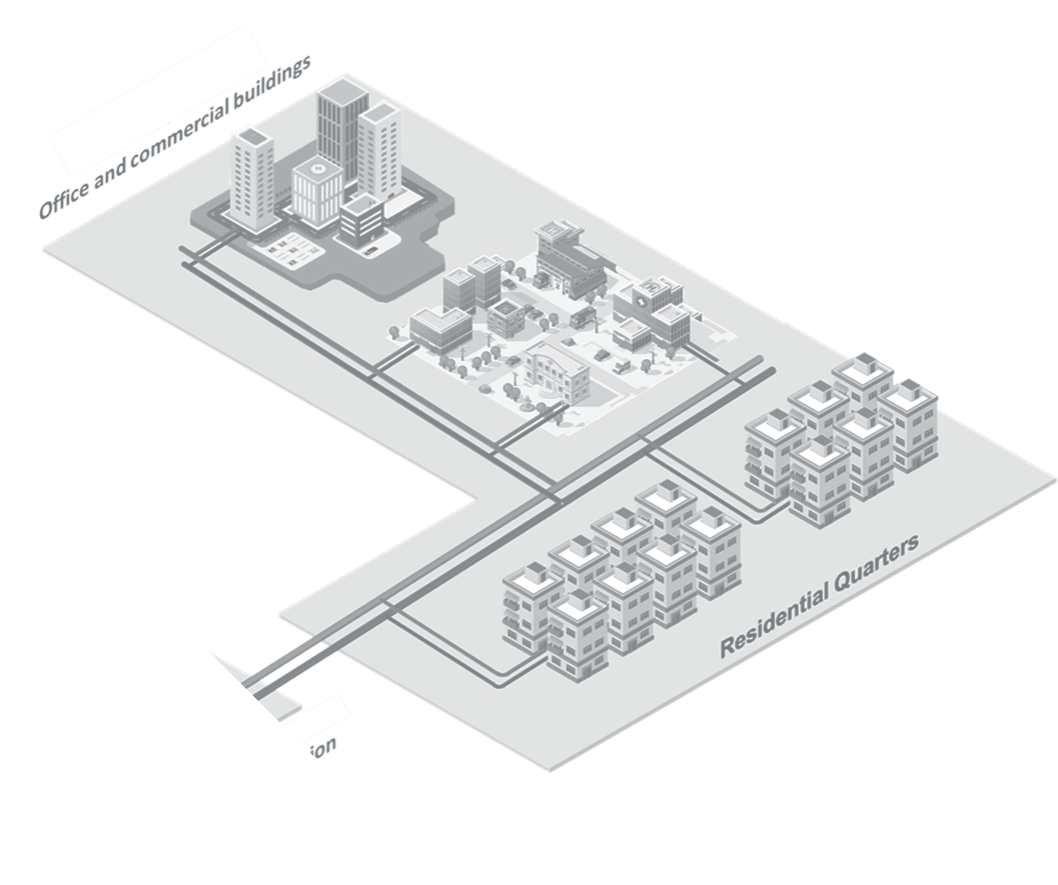 Office and commercial buildings
Residential Quarters
ion